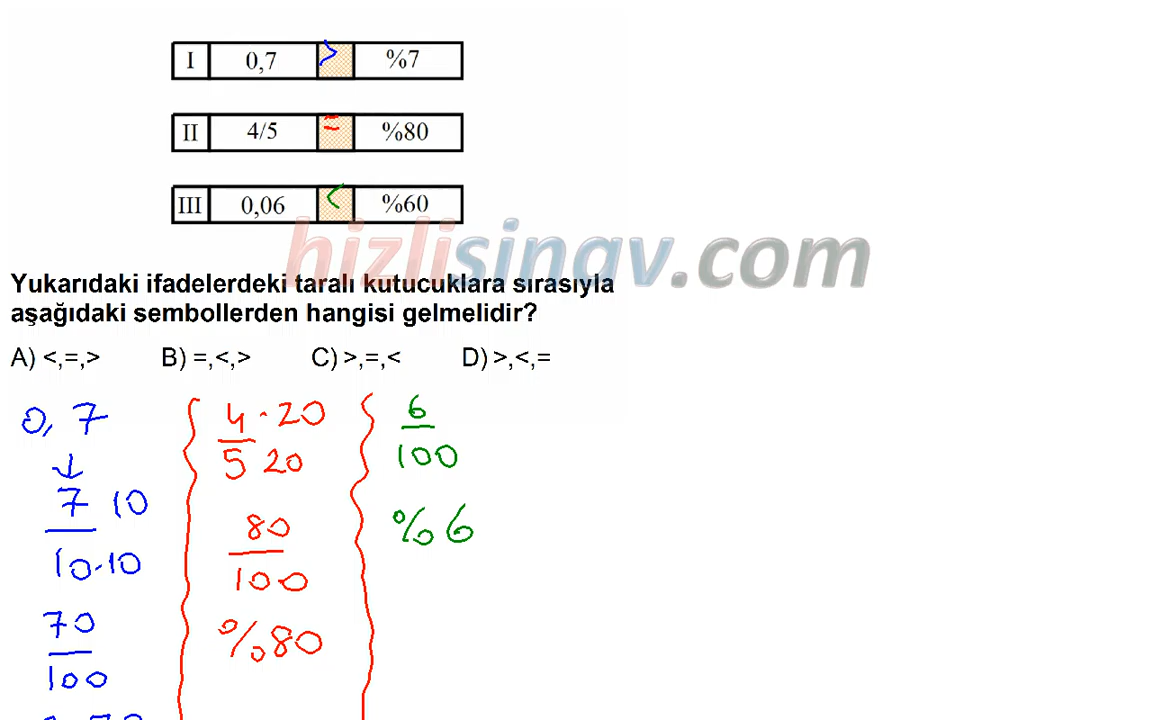 I 0,7 > %7
II 4/5 = %80
III 0,06 < %60
hizlisinav.com
Yukarıdaki ifadelerdeki taralı kutucuklara sırasıyla
aşağıdaki sembollerden hangisi gelmelidir?
A) <,=,> B) =,<,> C) >,=,< D) >,<,=
0,7
↓
7 10
10·10
70
100
4·20
5 20
80
100
%80
6
100
%6